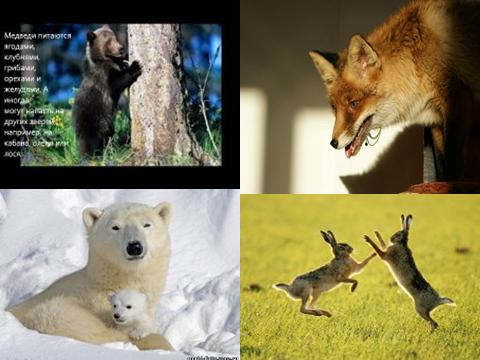 Медведи питаются
ягодами,
клубнями,
грибами,
орехами и
желудями. А
иногда
могут напасть на
других зверей,
например, на
кабана, оленя или
лося.